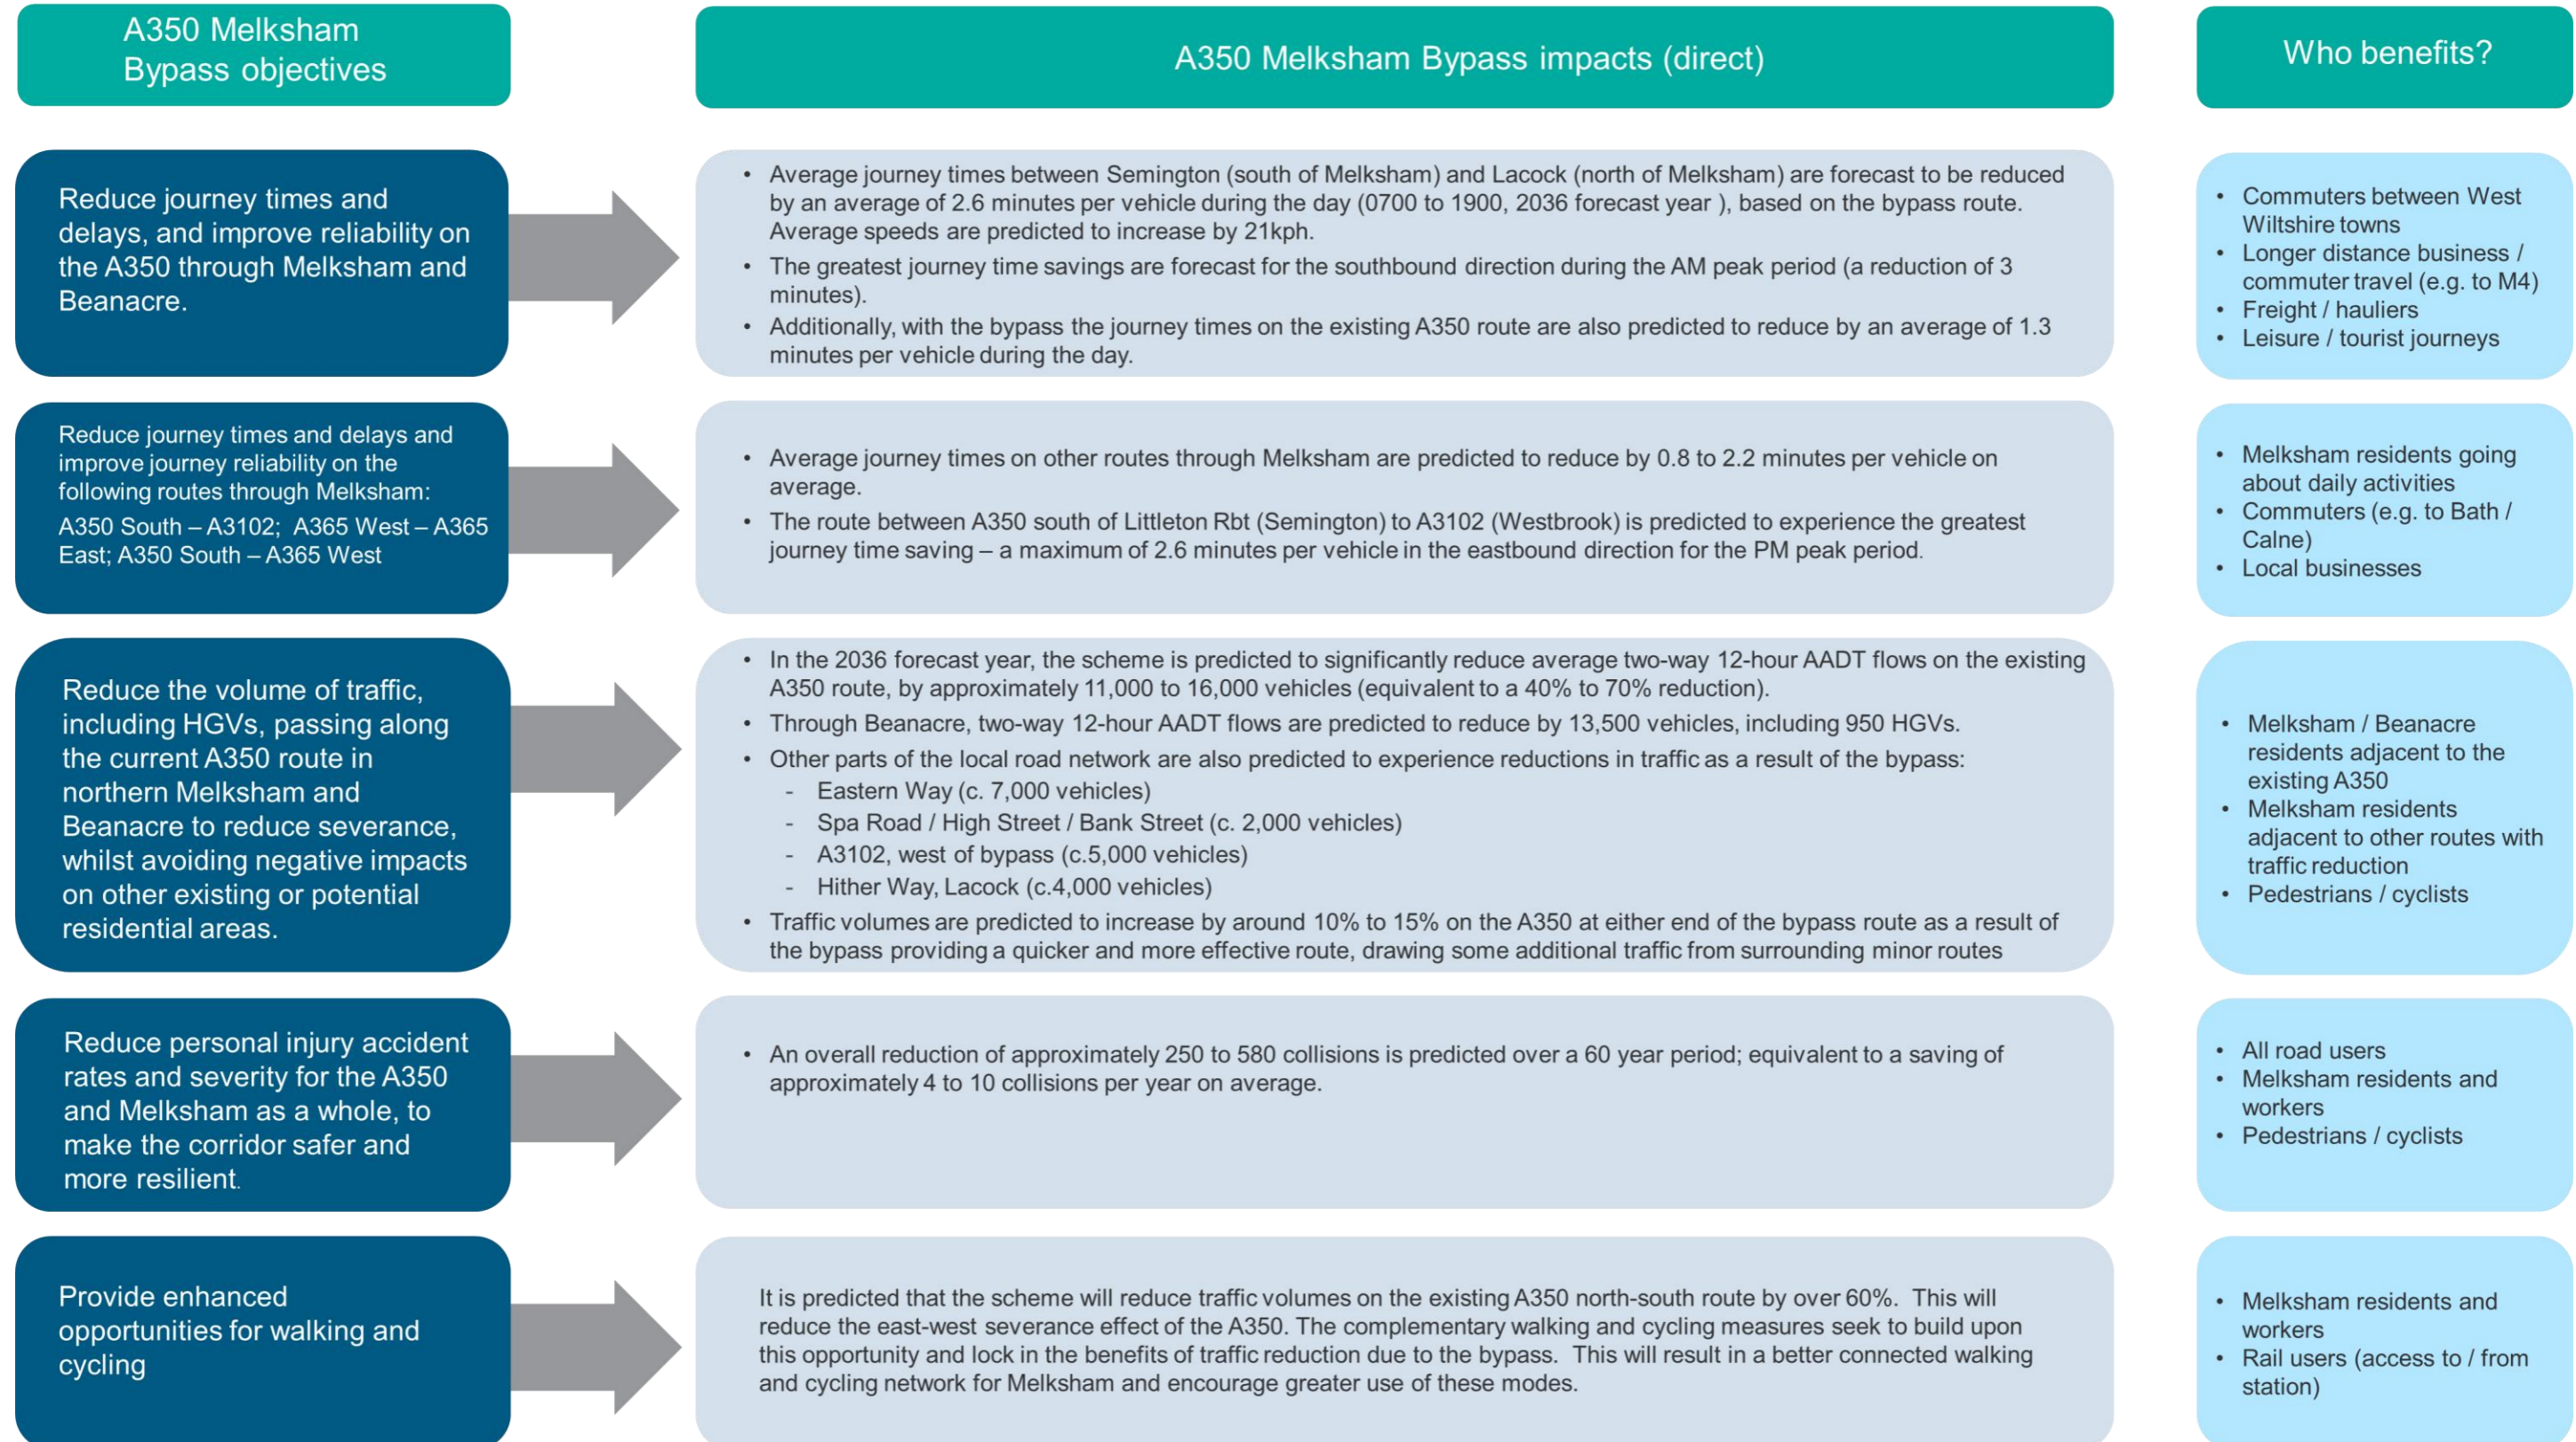 A350 Melksham
Bypass objectives
A350 Melksham Bypass impacts (direct)
Who benefits?
Reduce journey times and
delays, and improve reliability on
the A350 through Melksham and
Beanacre.
• Average journey times between Semington (south of Melksham) and Lacock (north of Melksham) are forecast to be reduced
by an average of 2.6 minutes per vehicle during the day (0700 to 1900, 2036 forecast year ), based on the bypass route.
Average speeds are predicted to increase by 21kph.
• The greatest journey time savings are forecast for the southbound direction during the AM peak period (a reduction of 3
minutes).
• Additionally, with the bypass the journey times on the existing A350 route are also predicted to reduce by an average of 1.3
minutes per vehicle during the day.
• Commuters between West
Wiltshire towns
• Longer distance business /
commuter travel (e.g. to M4)
• Freight / hauliers
• Leisure / tourist journeys
Reduce journey times and delays and
improve journey reliability on the
following routes through Melksham:
A350 South – A3102; A365 West – A365
East; A350 South – A365 West
• Average journey times on other routes through Melksham are predicted to reduce by 0.8 to 2.2 minutes per vehicle on
average.
• The route between A350 south of Littleton Rbt (Semington) to A3102 (Westbrook) is predicted to experience the greatest
journey time saving – a maximum of 2.6 minutes per vehicle in the eastbound direction for the PM peak period.
• Melksham residents going
about daily activities
• Commuters (e.g. to Bath /
Calne)
• Local businesses
Reduce the volume of traffic,
including HGVs, passing along
the current A350 route in
northern Melksham and
Beanacre to reduce severance,
whilst avoiding negative impacts
on other existing or potential
residential areas.
• In the 2036 forecast year, the scheme is predicted to significantly reduce average two-way 12-hour AADT flows on the existing
A350 route, by approximately 11,000 to 16,000 vehicles (equivalent to a 40% to 70% reduction).
• Through Beanacre, two-way 12-hour AADT flows are predicted to reduce by 13,500 vehicles, including 950 HGVs.
• Other parts of the local road network are also predicted to experience reductions in traffic as a result of the bypass:
- Eastern Way (c. 7,000 vehicles)
- Spa Road / High Street / Bank Street (c. 2,000 vehicles)
- A3102, west of bypass (c.5,000 vehicles)
- Hither Way, Lacock (c.4,000 vehicles)
• Traffic volumes are predicted to increase by around 10% to 15% on the A350 at either end of the bypass route as a result of
the bypass providing a quicker and more effective route, drawing some additional traffic from surrounding minor routes
• Melksham / Beanacre
residents adjacent to the
existing A350
• Melksham residents
adjacent to other routes with
traffic reduction
• Pedestrians / cyclists
Reduce personal injury accident
rates and severity for the A350
and Melksham as a whole, to
make the corridor safer and
more resilient.
• An overall reduction of approximately 250 to 580 collisions is predicted over a 60 year period; equivalent to a saving of
approximately 4 to 10 collisions per year on average.
• All road users
• Melksham residents and
workers
• Pedestrians / cyclists
Provide enhanced
opportunities for walking and
cycling
It is predicted that the scheme will reduce traffic volumes on the existing A350 north-south route by over 60%. This will
reduce the east-west severance effect of the A350. The complementary walking and cycling measures seek to build upon
this opportunity and lock in the benefits of traffic reduction due to the bypass. This will result in a better connected walking
and cycling network for Melksham and encourage greater use of these modes.
• Melksham residents and
workers
• Rail users (access to / from
station)